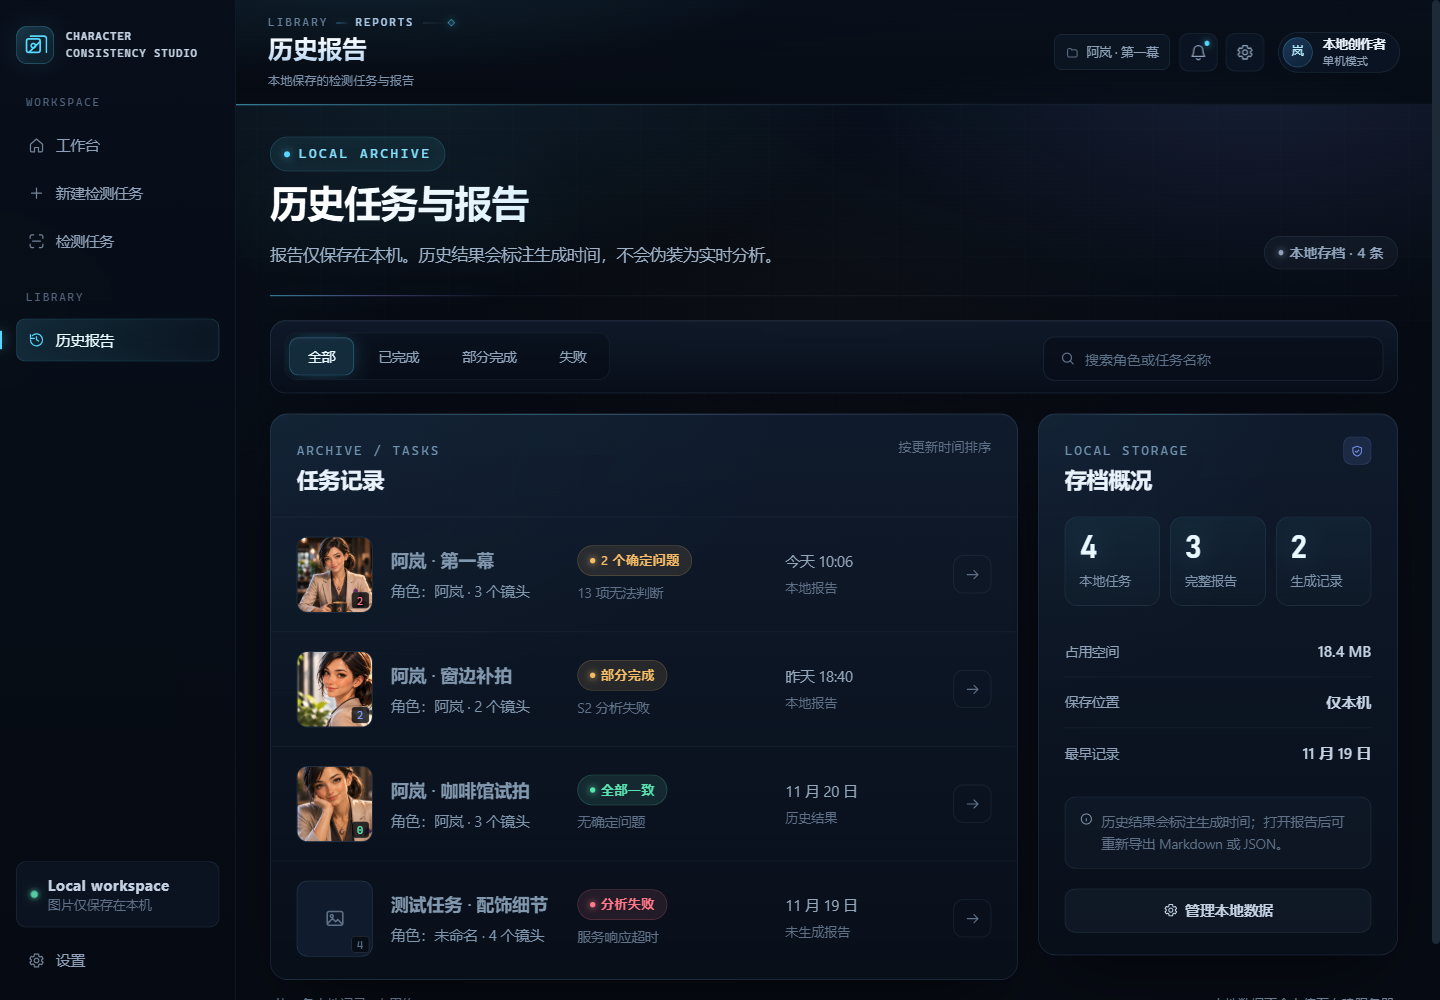 CHARACTER
CONSISTENCY STUDIO
WORKSPACE
工作台
新建检测任务
检测任务
LIBRARY
历史报告
Local workspace
图片仅保存在本机
设置
LIBRARY — REPORTS
历史报告
本地保存的检测任务与报告
阿岚 · 第一幕
岚
本地创作者
单机模式
LOCAL ARCHIVE
历史任务与报告
报告仅保存在本机。历史结果会标注生成时间，不会伪装为实时分析。
本地存档 · 4 条
全部
已完成
部分完成
失败
搜索角色或任务名称
ARCHIVE / TASKS
任务记录
按更新时间排序
2
阿岚 · 第一幕
角色：阿岚 · 3 个镜头
2 个确定问题
13 项无法判断
今天 10:06
本地报告
2
阿岚 · 窗边补拍
角色：阿岚 · 2 个镜头
部分完成
S2 分析失败
昨天 18:40
本地报告
0
阿岚 · 咖啡馆试拍
角色：阿岚 · 3 个镜头
全部一致
无确定问题
11 月 20 日
历史结果
4
测试任务 · 配饰细节
角色：未命名 · 4 个镜头
分析失败
服务响应超时
11 月 19 日
未生成报告
LOCAL STORAGE
存档概况
4
本地任务
3
完整报告
2
生成记录
占用空间
18.4 MB
保存位置
仅本机
最早记录
11 月 19 日
历史结果会标注生成时间；打开报告后可
重新导出 Markdown 或 JSON。
管理本地数据